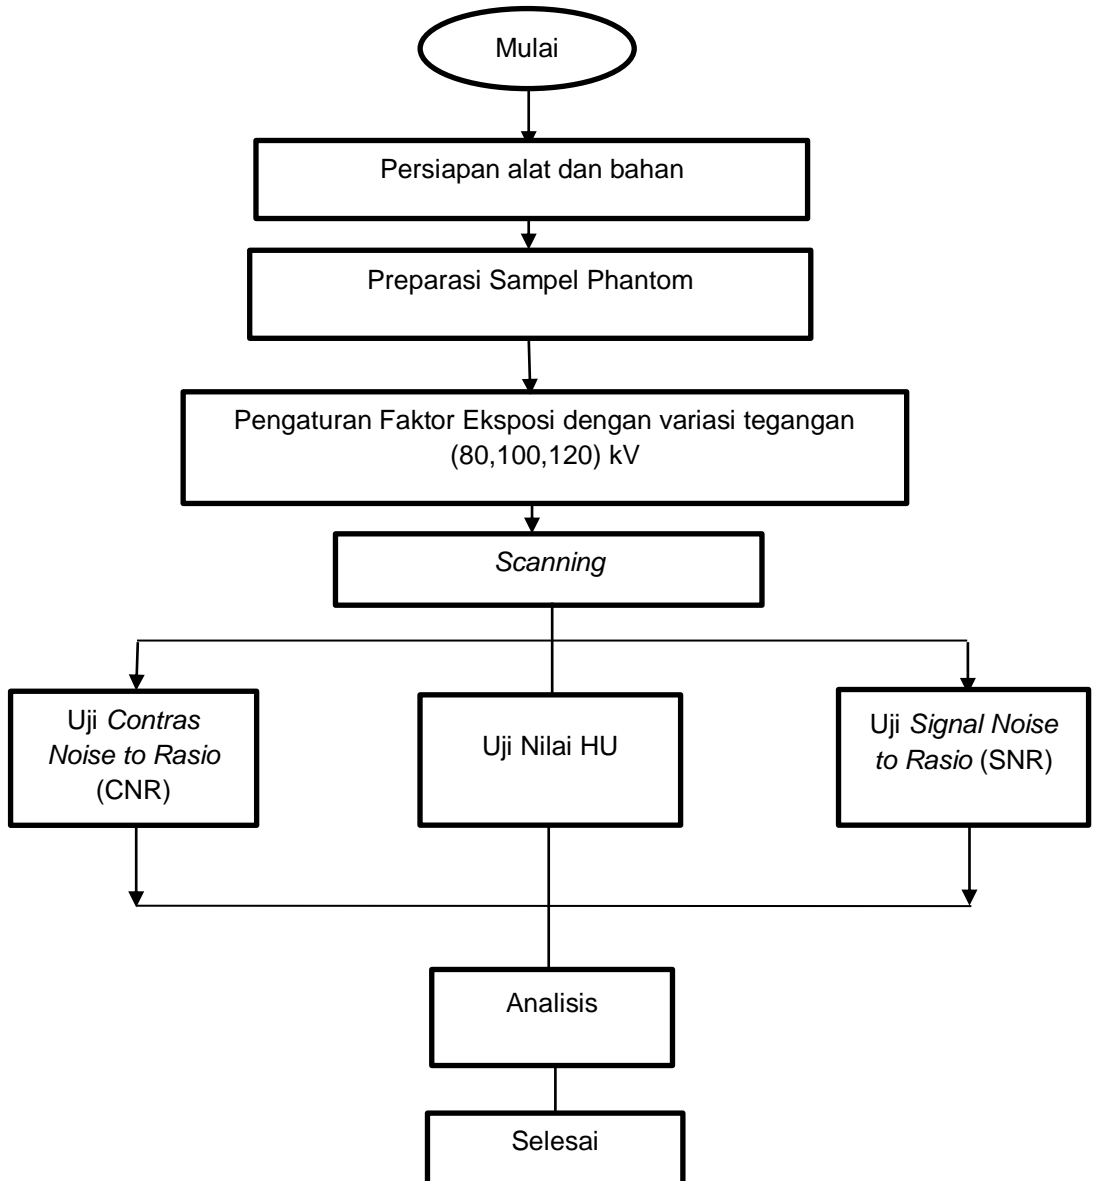 Mulai
Persiapan alat dan bahan
Preparasi Sampel Phantom
Pengaturan Faktor Eksposi dengan variasi tegangan
(80,100,120) kV
Scanning
Uji Contras
Noise to Rasio
(CNR)
Uji Nilai HU
Uji Signal Noise
to Rasio (SNR)
Analisis
Selesai